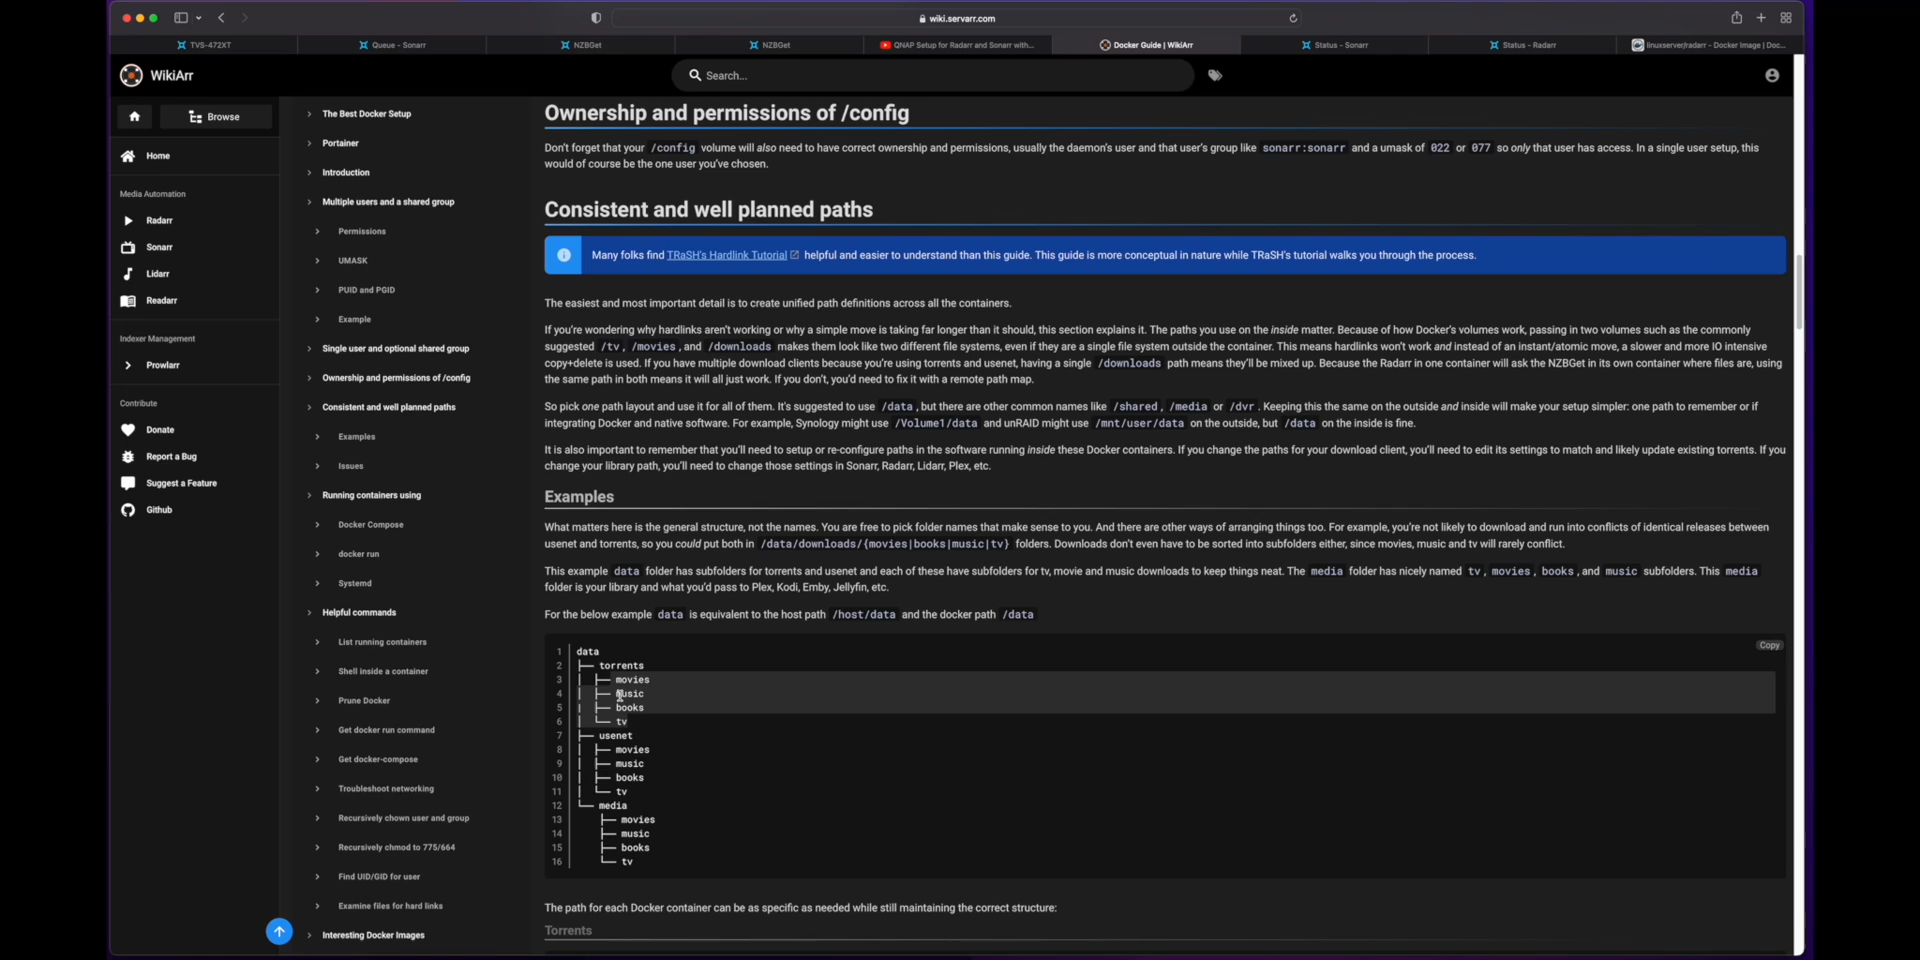 wiki.servarr.com
TVS-472XT
Queue - Sonarr
NZBGet
NZBGet
QNAP Setup for Radarr and Sonarr with...
Docker Guide | WikiArr
Status - Sonarr
Status - Radarr
linuxserver/radarr - Docker Image | Doc...
WikiArr
Search...
Browse
Home
Media Automation
Radarr
Sonarr
Lidarr
Readarr
Indexer Management
Prowlarr
Contribute
Donate
Report a Bug
Suggest a Feature
Github
The Best Docker Setup
Portainer
Introduction
Multiple users and a shared group
Permissions
UMASK
PUID and PGID
Example
Single user and optional shared group
Ownership and permissions of /config
Consistent and well planned paths
Examples
Issues
Running containers using
Docker Compose
docker run
Systemd
Helpful commands
List running containers
Shell inside a container
Prune Docker
Get docker run command
Get docker-compose
Troubleshoot networking
Recursively chown user and group
Recursively chmod to 775/664
Find UID/GID for user
Examine files for hard links
Interesting Docker Images
Ownership and permissions of /config
Don't forget that your /config volume will also need to have correct ownership and permissions, usually the daemon's user and that user's group like sonarr:sonarr and a umask of 022 or 077 so only that user has access. In a single user setup, this
would of course be the one user you've chosen.
Consistent and well planned paths
Many folks find TRaSH's Hardlink Tutorial helpful and easier to understand than this guide. This guide is more conceptual in nature while TRaSH's tutorial walks you through the process.
The easiest and most important detail is to create unified path definitions across all the containers.
If you're wondering why hardlinks aren't working or why a simple move is taking far longer than it should, this section explains it. The paths you use on the inside matter. Because of how Docker's volumes work, passing in two volumes such as the commonly
suggested /tv, /movies, and /downloads makes them look like two different file systems, even if they are a single file system outside the container. This means hardlinks won't work and instead of an instant/atomic move, a slower and more IO intensive
copy+delete is used. If you have multiple download clients because you're using torrents and usenet, having a single /downloads path means they'll be mixed up. Because the Radarr in one container will ask the NZBGet in its own container where files are, using
the same path in both means it will all just work. If you don't, you'd need to fix it with a remote path map.
So pick one path layout and use it for all of them. It's suggested to use /data, but there are other common names like /shared, /media or /dvr. Keeping this the same on the outside and inside will make your setup simpler: one path to remember or if
integrating Docker and native software. For example, Synology might use /Volume1/data and unRAID might use /mnt/user/data on the outside, but /data on the inside is fine.
It is also important to remember that you'll need to setup or re-configure paths in the software running inside these Docker containers. If you change the paths for your download client, you'll need to edit its settings to match and likely update existing torrents. If you
change your library path, you'll need to change those settings in Sonarr, Radarr, Lidarr, Plex, etc.
Examples
What matters here is the general structure, not the names. You are free to pick folder names that make sense to you. And there are other ways of arranging things too. For example, you're not likely to download and run into conflicts of identical releases between
usenet and torrents, so you could put both in /data/downloads/{movies|books|music|tv} folders. Downloads don't even have to be sorted into subfolders either, since movies, music and tv will rarely conflict.
This example data folder has subfolders for torrents and usenet and each of these have subfolders for tv, movie and music downloads to keep things neat. The media folder has nicely named tv, movies, books, and music subfolders. This media
folder is your library and what you'd pass to Plex, Kodi, Emby, Jellyfin, etc.
For the below example data is equivalent to the host path /host/data and the docker path /data
Copy
1 data
2 ├── torrents
3 │  ├── movies
4 │  ├── music
5 │  ├── books
6 │  └── tv
7 ├── usenet
8 │  ├── movies
9 │  ├── music
10 │  ├── books
11 │  └── tv
12 └── media
13    ├── movies
14    ├── music
15    ├── books
16    └── tv
The path for each Docker container can be as specific as needed while still maintaining the correct structure:
Torrents